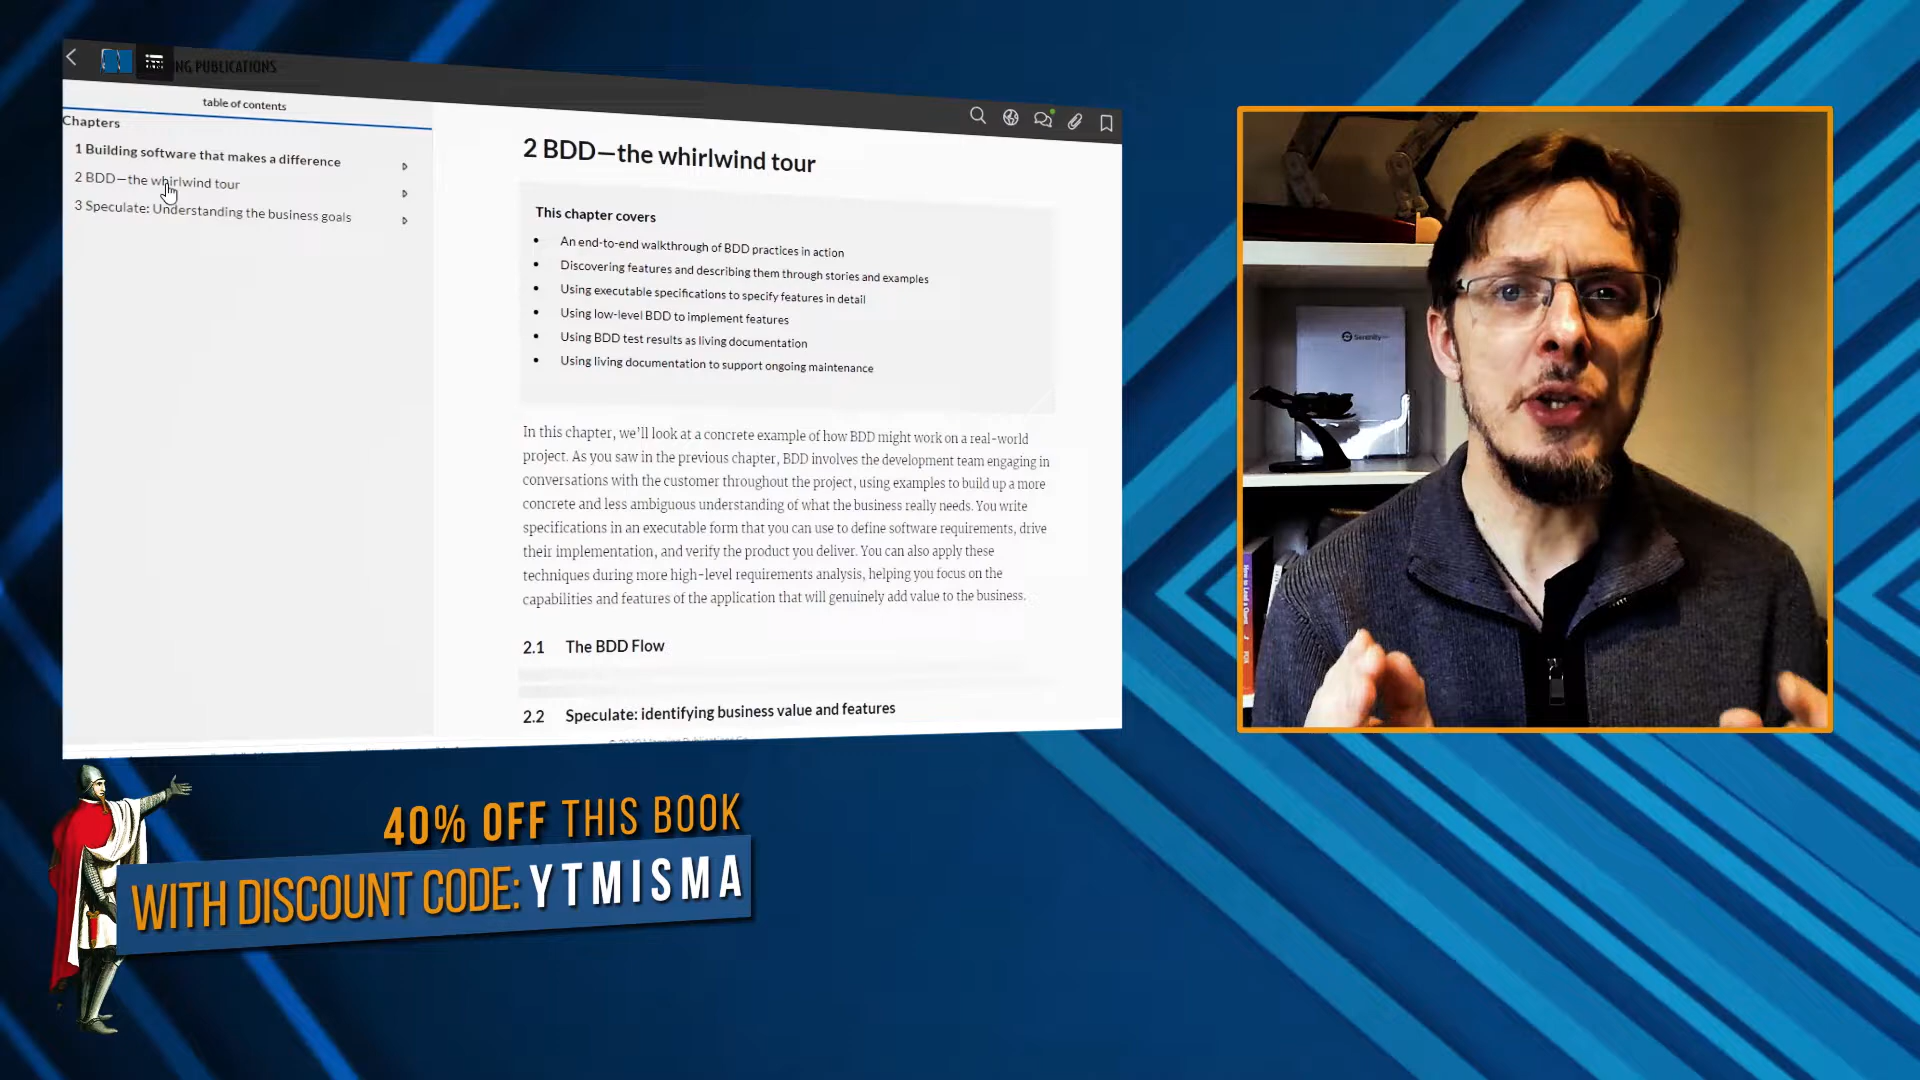 NG PUBLICATIONS
table of contents
Chapters
1 Building software that makes a difference
2 BDD—the whirlwind tour
3 Speculate: Understanding the business goals
2 BDD—the whirlwind tour
This chapter covers
• An end-to-end walkthrough of BDD practices in action
• Discovering features and describing them through stories and examples
• Using executable specifications to specify features in detail
• Using low-level BDD to implement features
• Using BDD test results as living documentation
• Using living documentation to support ongoing maintenance
In this chapter, we'll look at a concrete example of how BDD might work on a real-world
project. As you saw in the previous chapter, BDD involves the development team engaging in
conversations with the customer throughout the project, using examples to build up a more
concrete and less ambiguous understanding of what the business really needs. You write
specifications in an executable form that you can use to define software requirements, drive
their implementation, and verify the product you deliver. You can also apply these
techniques during more high-level requirements analysis, helping you focus on the
capabilities and features of the application that will genuinely add value to the business.
2.1 The BDD Flow
2.2 Speculate: identifying business value and features
Serenity
40% OFF THIS BOOK
WITH DISCOUNT CODE: YTMISMA